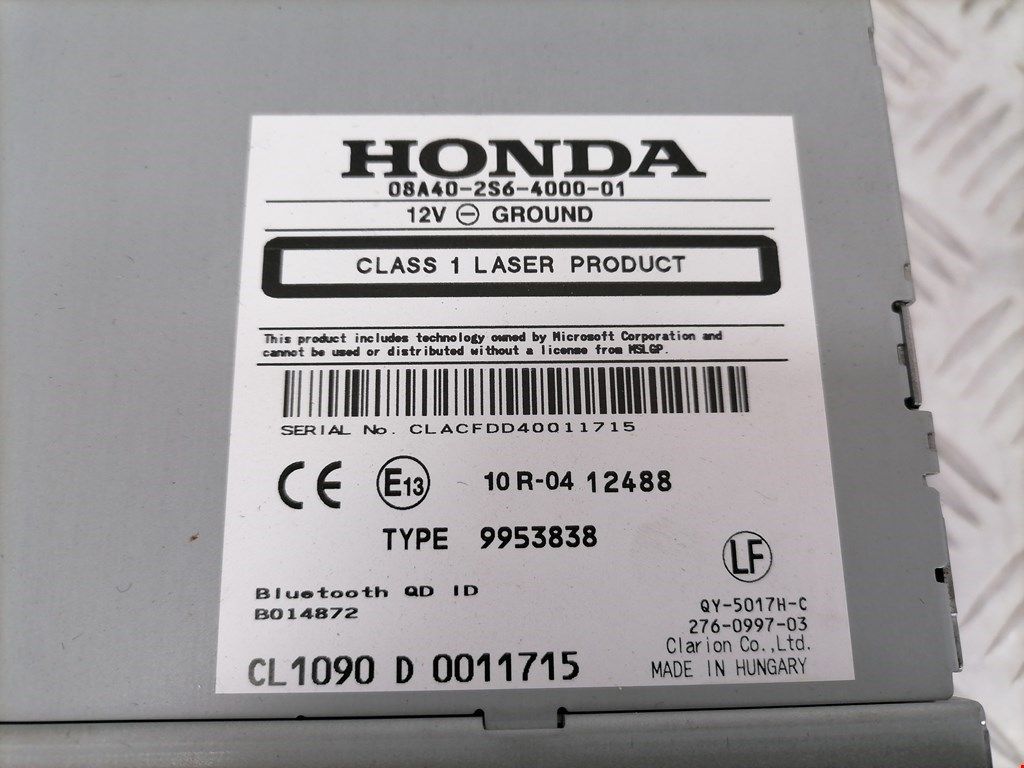 HONDA
08A40-2S6-4000-01
12V ⊖ GROUND
CLASS 1 LASER PRODUCT
This product includes technology owned by Microsoft Corporation and
cannot be used or distributed without a license from MSLGP.
SERIAL No. CLACFDD40011715
CE E13 10R-04 12488
TYPE 9953838
LF
Bluetooth QD ID
B014872
QY-5017H-C
276-0997-03
Clarion Co.,Ltd.
MADE IN HUNGARY
CL1090 D 0011715